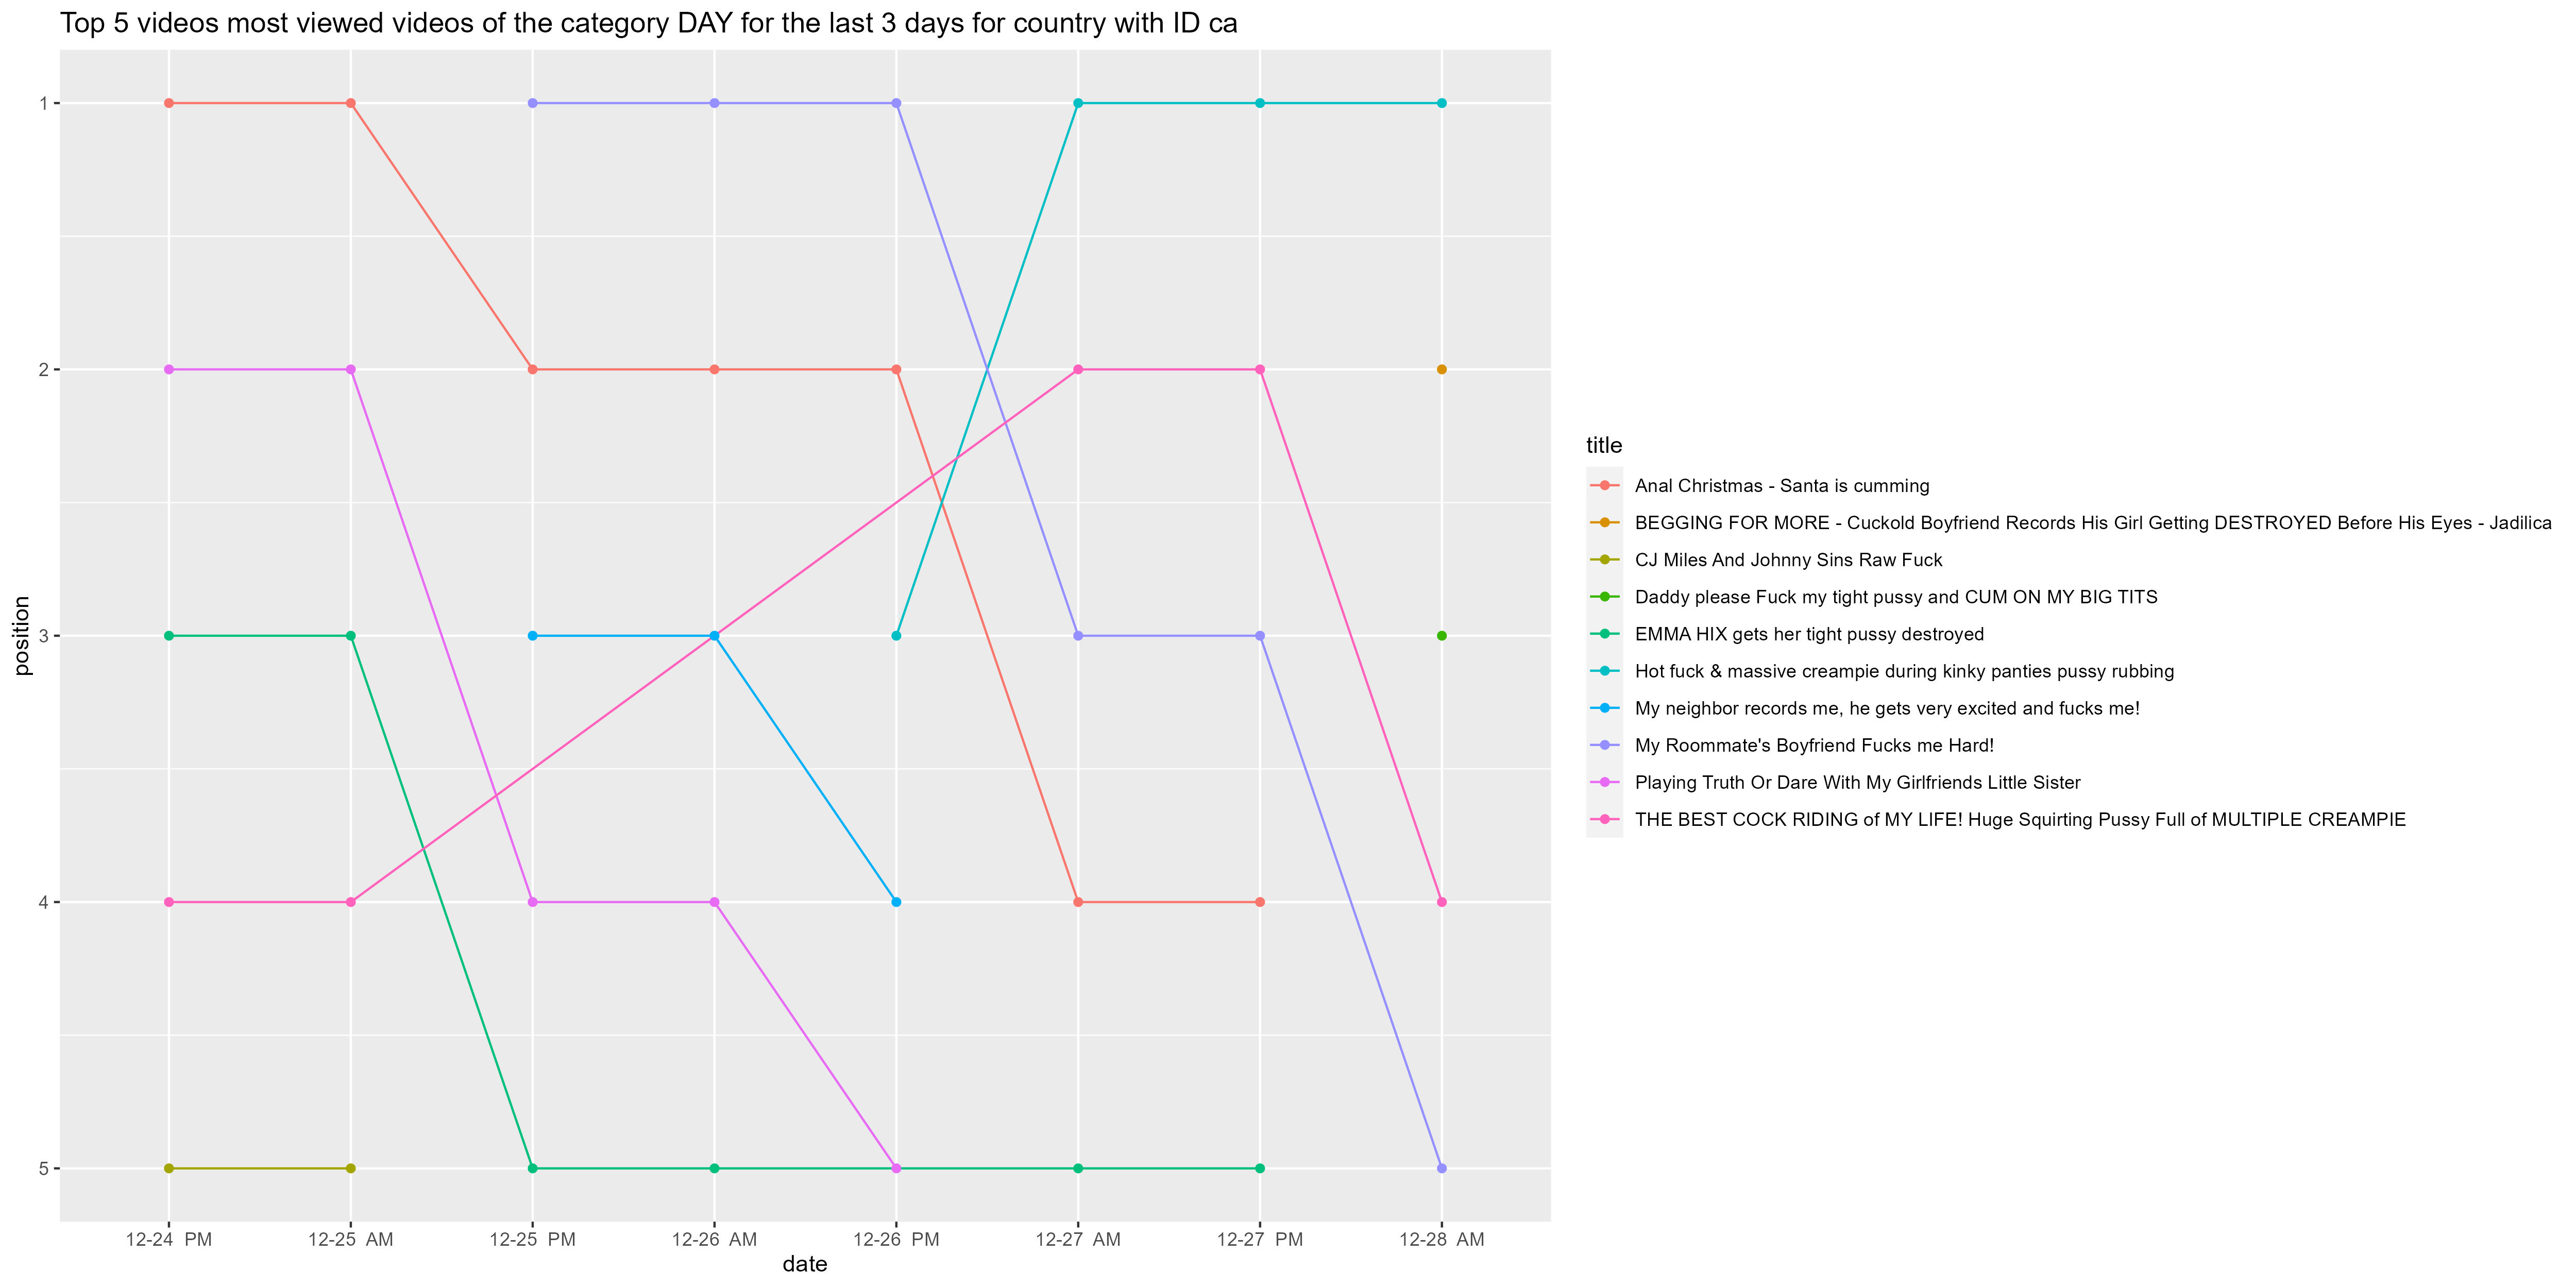 Top 5 videos most viewed videos of the category DAY for the last 3 days for country with ID ca
position
1
2
3
4
5
12-24 PM
12-25 AM
12-25 PM
12-26 AM
12-26 PM
12-27 AM
12-27 PM
12-28 AM
date
title
Anal Christmas - Santa is cumming
BEGGING FOR MORE - Cuckold Boyfriend Records His Girl Getting DESTROYED Before His Eyes - Jadilica
CJ Miles And Johnny Sins Raw Fuck
Daddy please Fuck my tight pussy and CUM ON MY BIG TITS
EMMA HIX gets her tight pussy destroyed
Hot fuck & massive creampie during kinky panties pussy rubbing
My neighbor records me, he gets very excited and fucks me!
My Roommate's Boyfriend Fucks me Hard!
Playing Truth Or Dare With My Girlfriends Little Sister
THE BEST COCK RIDING of MY LIFE! Huge Squirting Pussy Full of MULTIPLE CREAMPIE